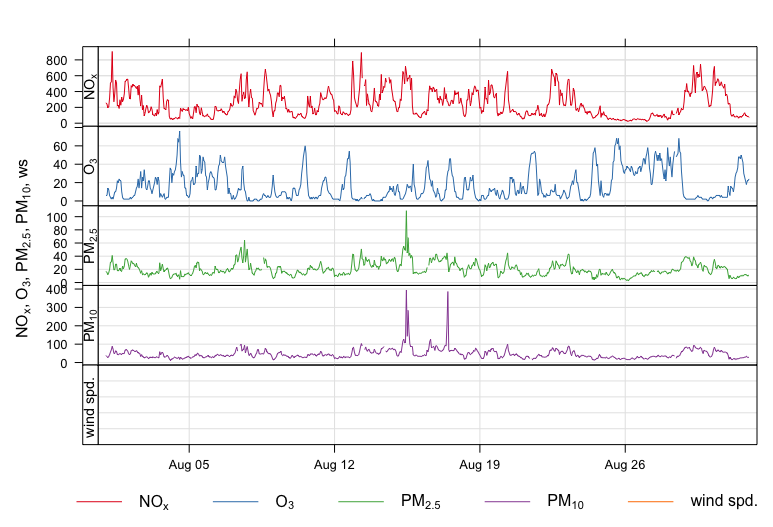 NOx, O3, PM2.5, PM10, ws
NOx
800
600
400
200
0
O3
60
40
20
0
PM2.5
100
80
60
40
20
0
PM10
400
300
200
100
0
wind spd.
Aug 05 Aug 12 Aug 19 Aug 26
NOx O3 PM2.5 PM10 wind spd.